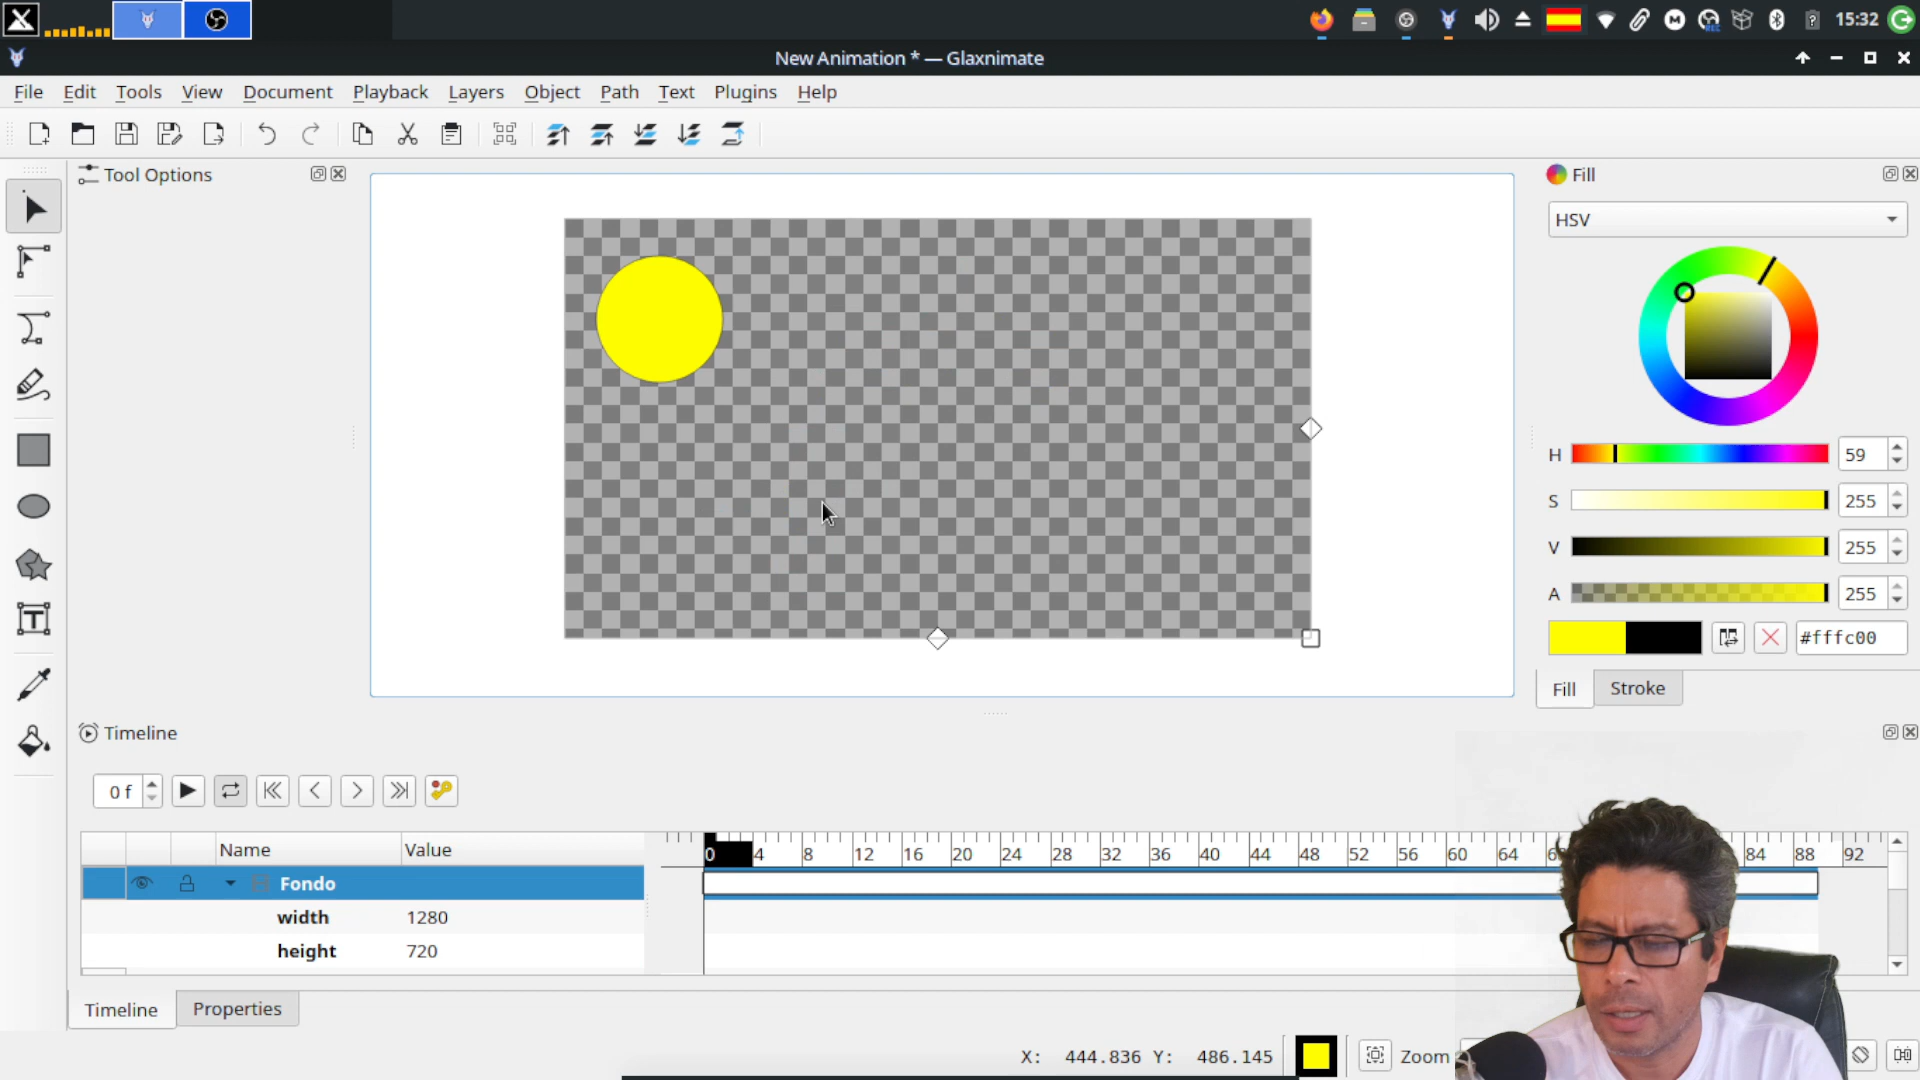 15:32
New Animation * — Glaxnimate
File Edit Tools View Document Playback Layers Object Path Text Plugins Help
Tool Options
Fill
HSV
H 59
S 255
V 255
A 255
#fffc00
Fill Stroke
Timeline
0 f
Name Value
0 4 8 12 16 20 24 28 32 36 40 44 48 52 56 60 64 84 88 92
Fondo
width 1280
height 720
Timeline Properties
X: 444.836 Y: 486.145 Zoom